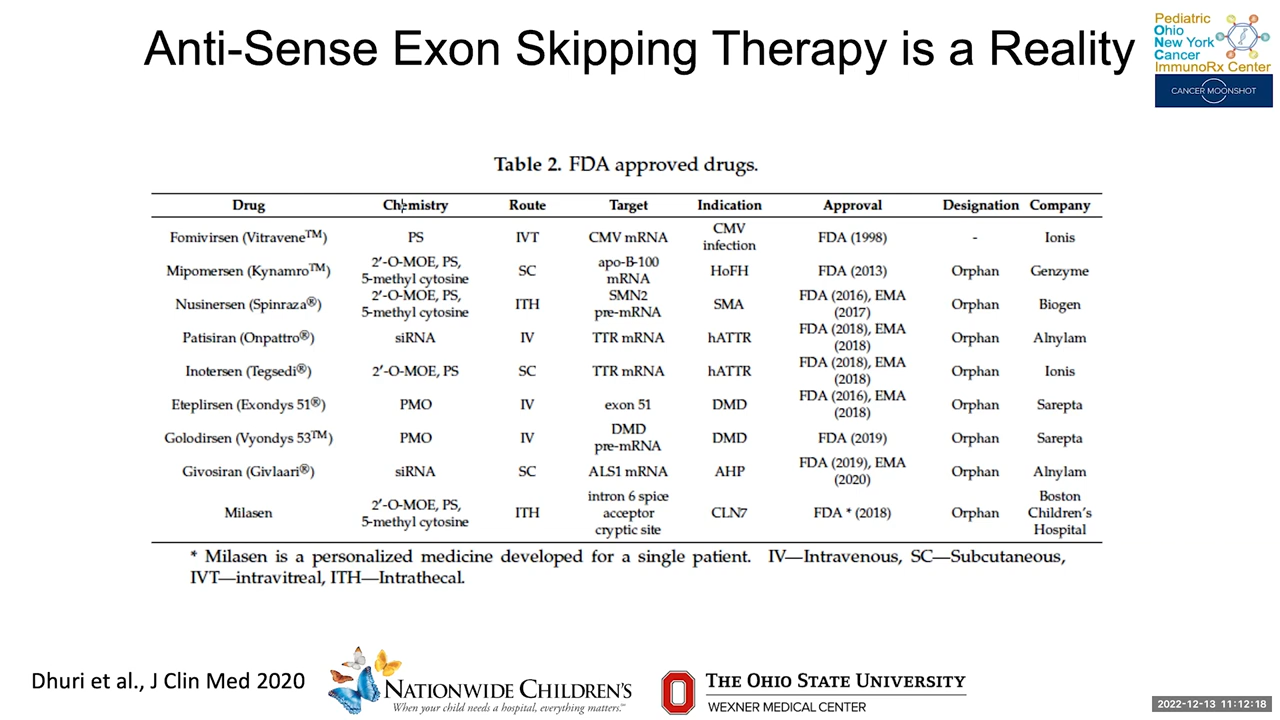 Anti-Sense Exon Skipping Therapy is a Reality
Pediatric
Ohio
New York
Cancer
ImmunoRx Center
CANCER MOONSHOT
Table 2. FDA approved drugs.
Drug Chemistry Route Target Indication Approval Designation Company
Fomivirsen (Vitravene™) PS IVT CMV mRNA CMV infection FDA (1998) - Ionis
Mipomersen (Kynamro™) 2′-O-MOE, PS, 5-methyl cytosine SC apo-B-100 mRNA HoFH FDA (2013) Orphan Genzyme
Nusinersen (Spinraza®) 2′-O-MOE, PS, 5-methyl cytosine ITH SMN2 pre-mRNA SMA FDA (2016), EMA (2017) Orphan Biogen
Patisiran (Onpattro®) siRNA IV TTR mRNA hATTR FDA (2018), EMA (2018) Orphan Alnylam
Inotersen (Tegsedi®) 2′-O-MOE, PS SC TTR mRNA hATTR FDA (2018), EMA (2018) Orphan Ionis
Eteplirsen (Exondys 51®) PMO IV exon 51 DMD FDA (2016), EMA (2018) Orphan Sarepta
Golodirsen (Vyondys 53™) PMO IV DMD pre-mRNA DMD FDA (2019) Orphan Sarepta
Givosiran (Givlaari®) siRNA SC ALS1 mRNA AHP FDA (2019), EMA (2020) Orphan Alnylam
Milasen 2′-O-MOE, PS, 5-methyl cytosine ITH intron 6 spice acceptor cryptic site CLN7 FDA * (2018) Orphan Boston Children's Hospital
* Milasen is a personalized medicine developed for a single patient. IV—Intravenous, SC—Subcutaneous,
IVT—intravitreal, ITH—Intrathecal.
Dhuri et al., J Clin Med 2020
NATIONWIDE CHILDREN'S
When your child needs a hospital, everything matters.℠
THE OHIO STATE UNIVERSITY
WEXNER MEDICAL CENTER
2022-12-13 11:12:18